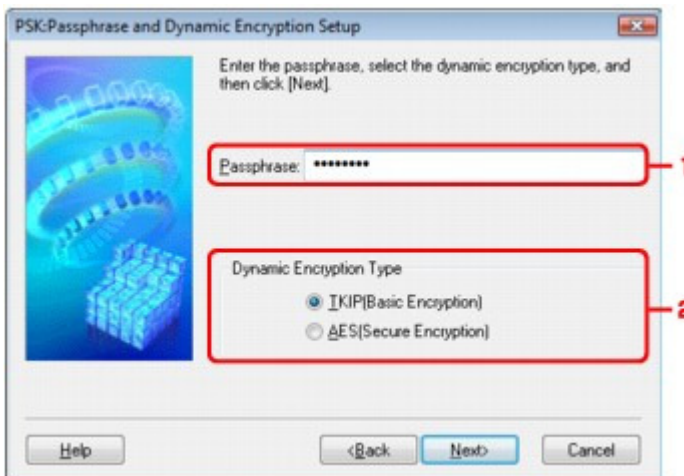 PSK:Passphrase and Dynamic Encryption Setup
Enter the passphrase, select the dynamic encryption type, and
then click [Next].
Passphrase: ••••••••
1
Dynamic Encryption Type
TKIP(Basic Encryption)
AES(Secure Encryption)
2
Help
<Back
Next>
Cancel